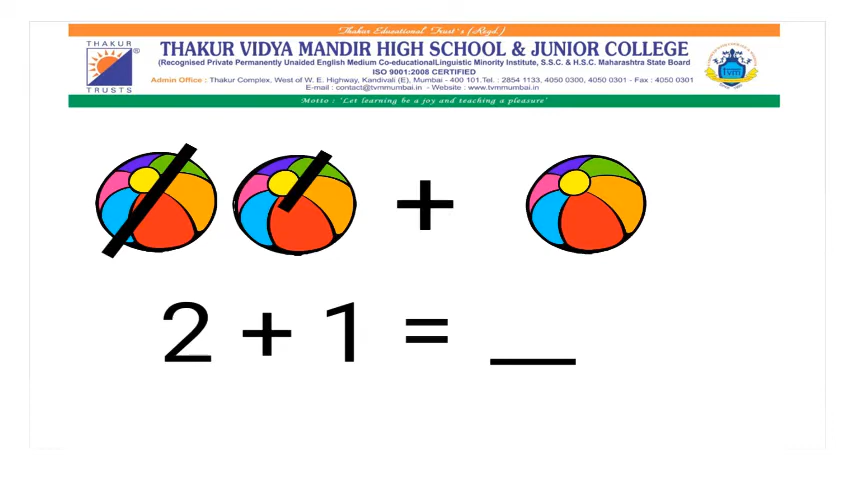 Thakur Educational Trust's (Regd.)
THAKUR
TRUSTS
®
THAKUR VIDYA MANDIR HIGH SCHOOL & JUNIOR COLLEGE
(Recognised Private Permanently Unaided English Medium Co-educationalLinguistic Minority Institute, S.S.C. & H.S.C. Maharashtra State Board
ISO 9001:2008 CERTIFIED
Admin Office : Thakur Complex, West of W. E. Highway, Kandivali (E), Mumbai - 400 101.Tel. : 2854 1133, 4050 0300, 4050 0301 - Fax : 4050 0301
E-mail : contact@tvmmumbai.in - Website : www.tvmmumbai.in
tvm
Motto : 'Let learning be a joy and teaching a pleasure'
+
2 + 1 = __